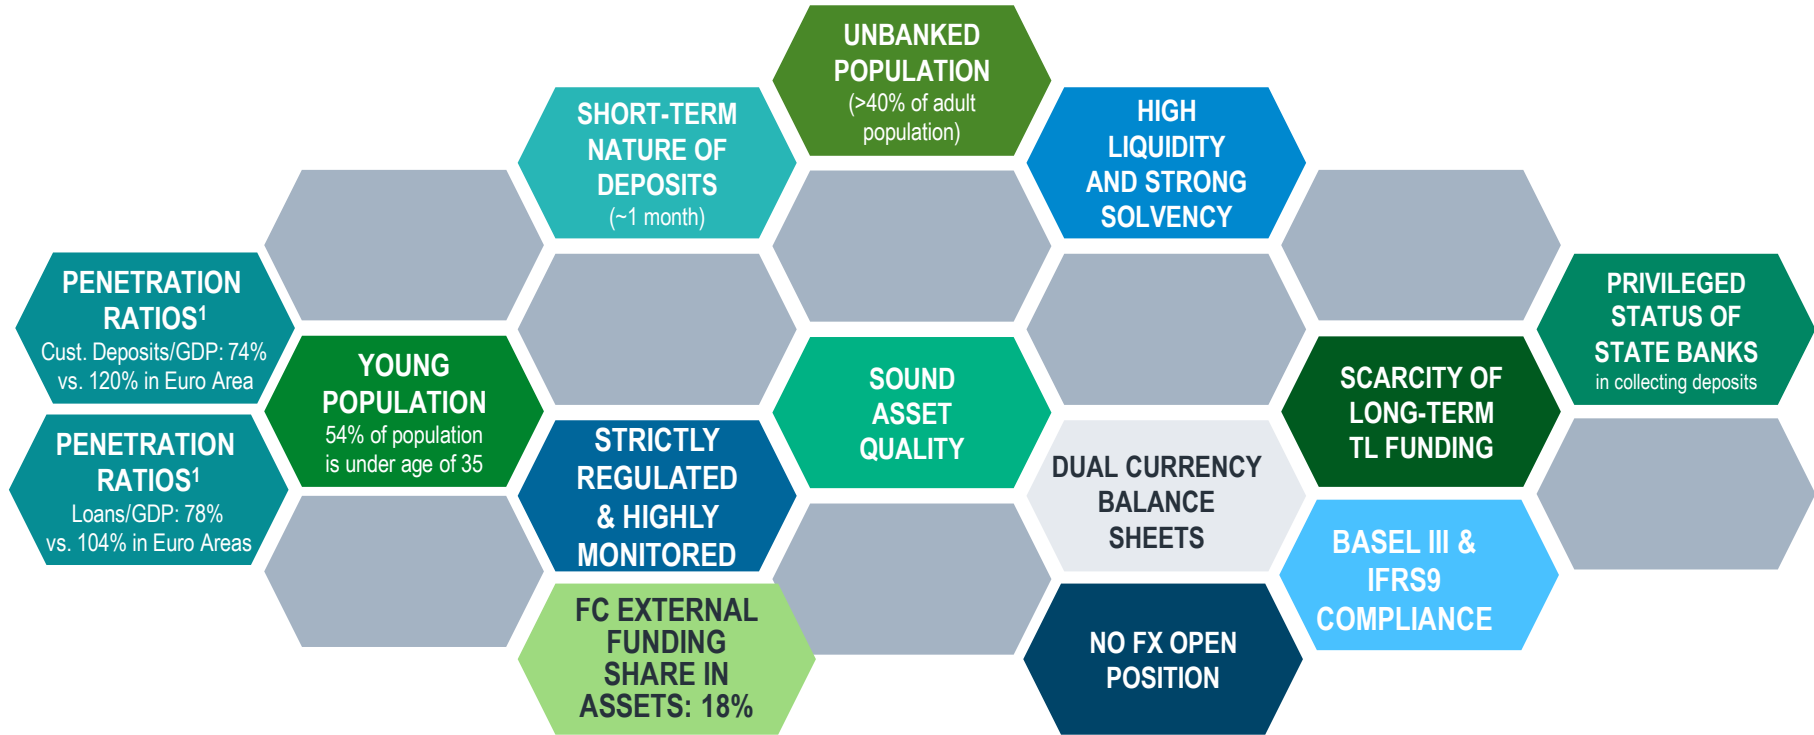 UNBANKED
POPULATION
(>40% of adult
population)
SHORT-TERM
NATURE OF
DEPOSITS
(~1 month)
HIGH
LIQUIDITY
AND STRONG
SOLVENCY
PENETRATION
RATIOS¹
Cust. Deposits/GDP: 74%
vs. 120% in Euro Area
PRIVILEGED
STATUS OF
STATE BANKS
in collecting deposits
YOUNG
POPULATION
54% of population
is under age of 35
SOUND
ASSET
QUALITY
SCARCITY OF
LONG-TERM
TL FUNDING
PENETRATION
RATIOS¹
Loans/GDP: 78%
vs. 104% in Euro Areas
STRICTLY
REGULATED
& HIGHLY
MONITORED
DUAL CURRENCY
BALANCE
SHEETS
BASEL III &
IFRS9
COMPLIANCE
FC EXTERNAL
FUNDING
SHARE IN
ASSETS: 18%
NO FX OPEN
POSITION